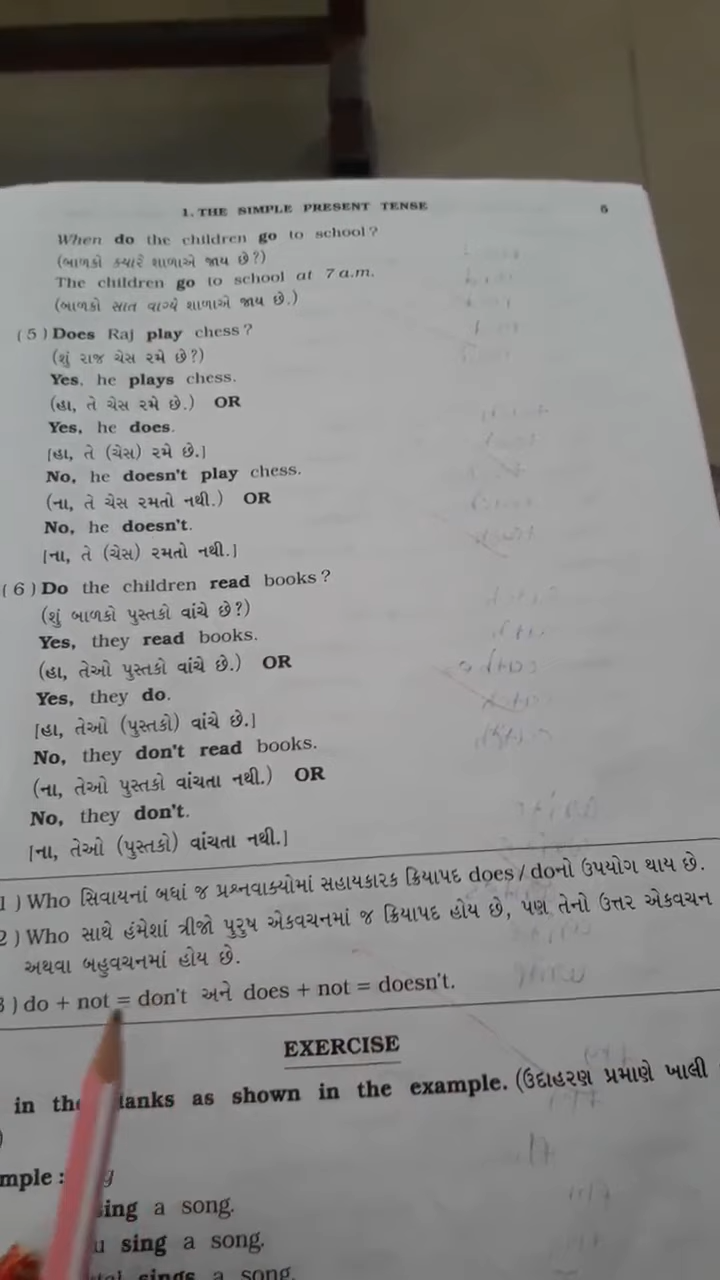 1. THE SIMPLE PRESENT TENSE 5
When do the children go to school?
(બાળકો ક્યારે શાળાએ જાય છે?)
The children go to school at 7 a.m.
(બાળકો સાત વાગ્યે શાળાએ જાય છે.)
(5) Does Raj play chess?
(શું રાજ ચેસ રમે છે?)
Yes, he plays chess.
(હા, તે ચેસ રમે છે.) OR
Yes, he does.
[હા, તે (ચેસ) રમે છે.]
No, he doesn't play chess.
(ના, તે ચેસ રમતો નથી.) OR
No, he doesn't.
[ના, તે (ચેસ) રમતો નથી.]
(6) Do the children read books?
(શું બાળકો પુસ્તકો વાંચે છે?)
Yes, they read books.
(હા, તેઓ પુસ્તકો વાંચે છે.) OR
Yes, they do.
[હા, તેઓ (પુસ્તકો) વાંચે છે.]
No, they don't read books.
(ના, તેઓ પુસ્તકો વાંચતા નથી.) OR
No, they don't.
[ના, તેઓ (પુસ્તકો) વાંચતા નથી.]
1) Who સિવાયનાં બધાં જ પ્રશ્નવાક્યોમાં સહાયકારક ક્રિયાપદ does/doનો ઉપયોગ થાય છે.
2) Who સાથે હંમેશાં ત્રીજો પુરુષ એકવચનમાં જ ક્રિયાપદ હોય છે, પણ તેનો ઉત્તર એકવચન
અથવા બહુવચનમાં હોય છે.
3) do + not = don't અને does + not = doesn't.
EXERCISE
in the lanks as shown in the example. (ઉદાહરણ પ્રમાણે ખાલી
)
mple :
sing a song.
u sing a song.
sings a song.